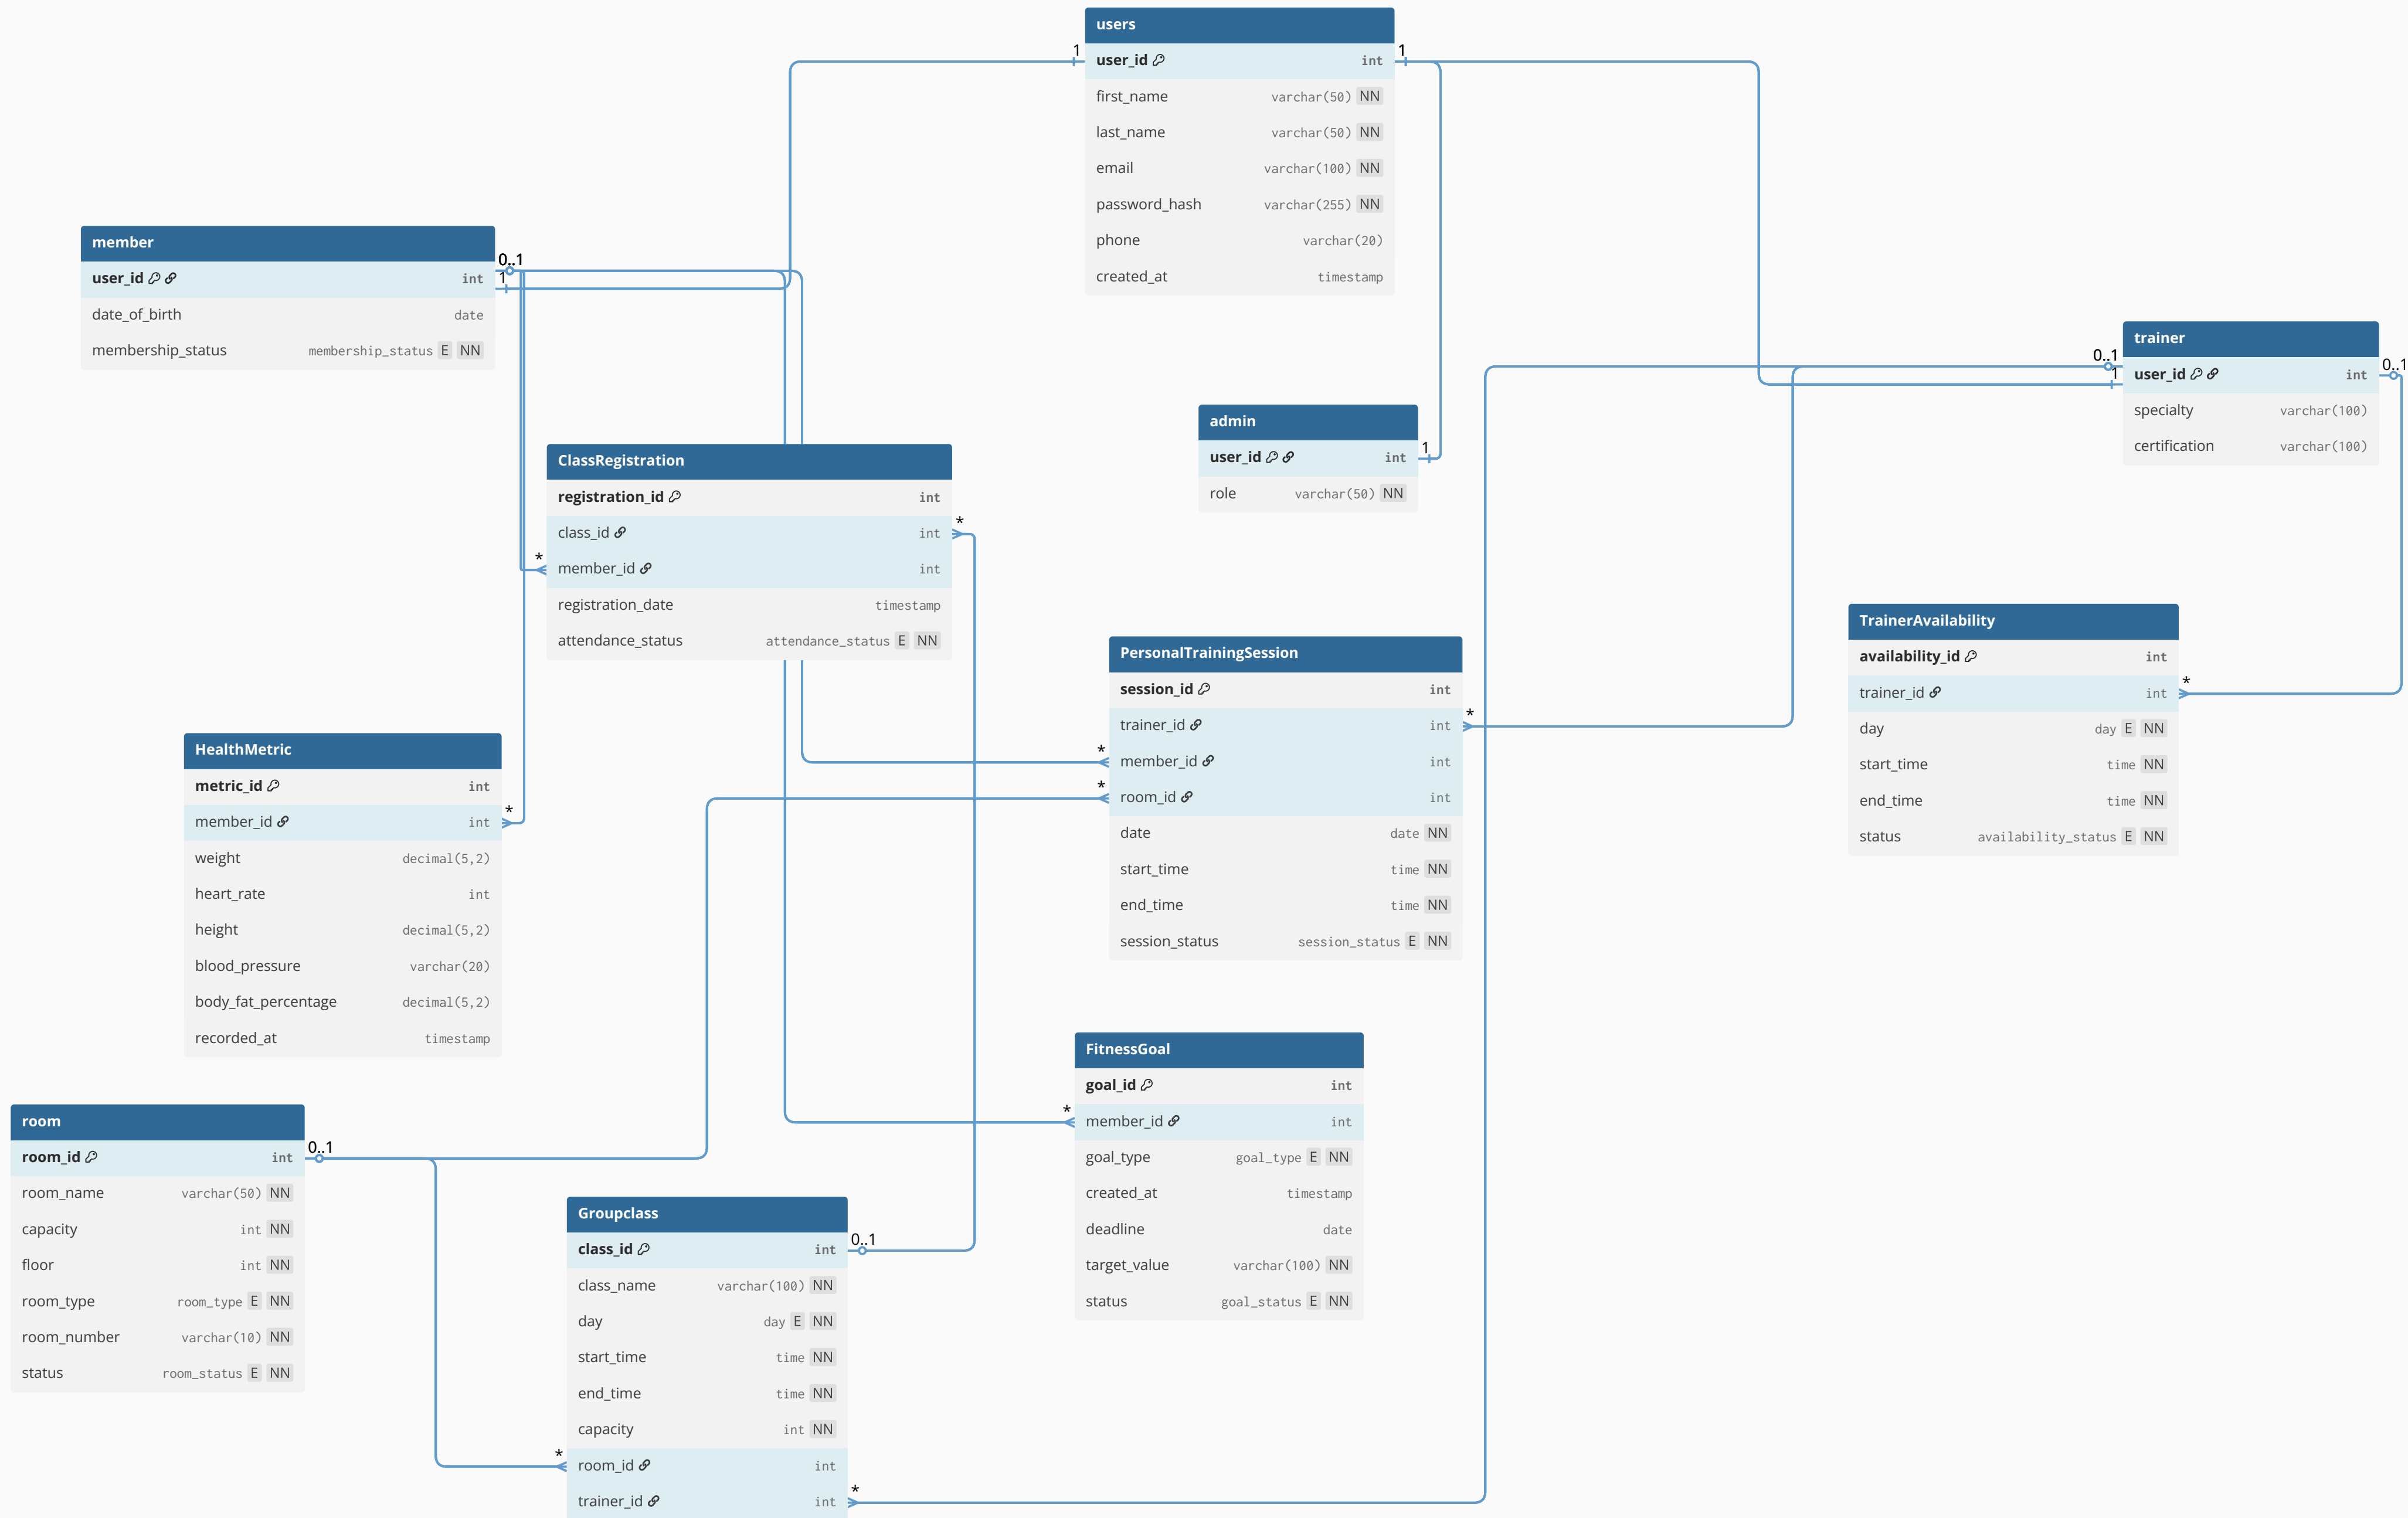 users
1 user_id int 1
first_name varchar(50) NN
last_name varchar(50) NN
email varchar(100) NN
password_hash varchar(255) NN
phone varchar(20)
created_at timestamp
member
0..1
user_id int 1
date_of_birth date
membership_status membership_status E NN
trainer
0..1 0..1
1 user_id int
specialty varchar(100)
certification varchar(100)
admin
user_id int 1
role varchar(50) NN
ClassRegistration
registration_id int
class_id int *
* member_id int
registration_date timestamp
attendance_status attendance_status E NN
TrainerAvailability
availability_id int
trainer_id int *
day day E NN
start_time time NN
end_time time NN
status availability_status E NN
PersonalTrainingSession
session_id int
trainer_id int *
* member_id int
* room_id int
date date NN
start_time time NN
end_time time NN
session_status session_status E NN
HealthMetric
metric_id int
member_id int *
weight decimal(5,2)
heart_rate int
height decimal(5,2)
blood_pressure varchar(20)
body_fat_percentage decimal(5,2)
recorded_at timestamp
FitnessGoal
goal_id int
* member_id int
goal_type goal_type E NN
created_at timestamp
deadline date
target_value varchar(100) NN
status goal_status E NN
room
room_id int 0..1
room_name varchar(50) NN
capacity int NN
floor int NN
room_type room_type E NN
room_number varchar(10) NN
status room_status E NN
Groupclass
class_id int 0..1
class_name varchar(100) NN
day day E NN
start_time time NN
end_time time NN
capacity int NN
* room_id int
trainer_id int *